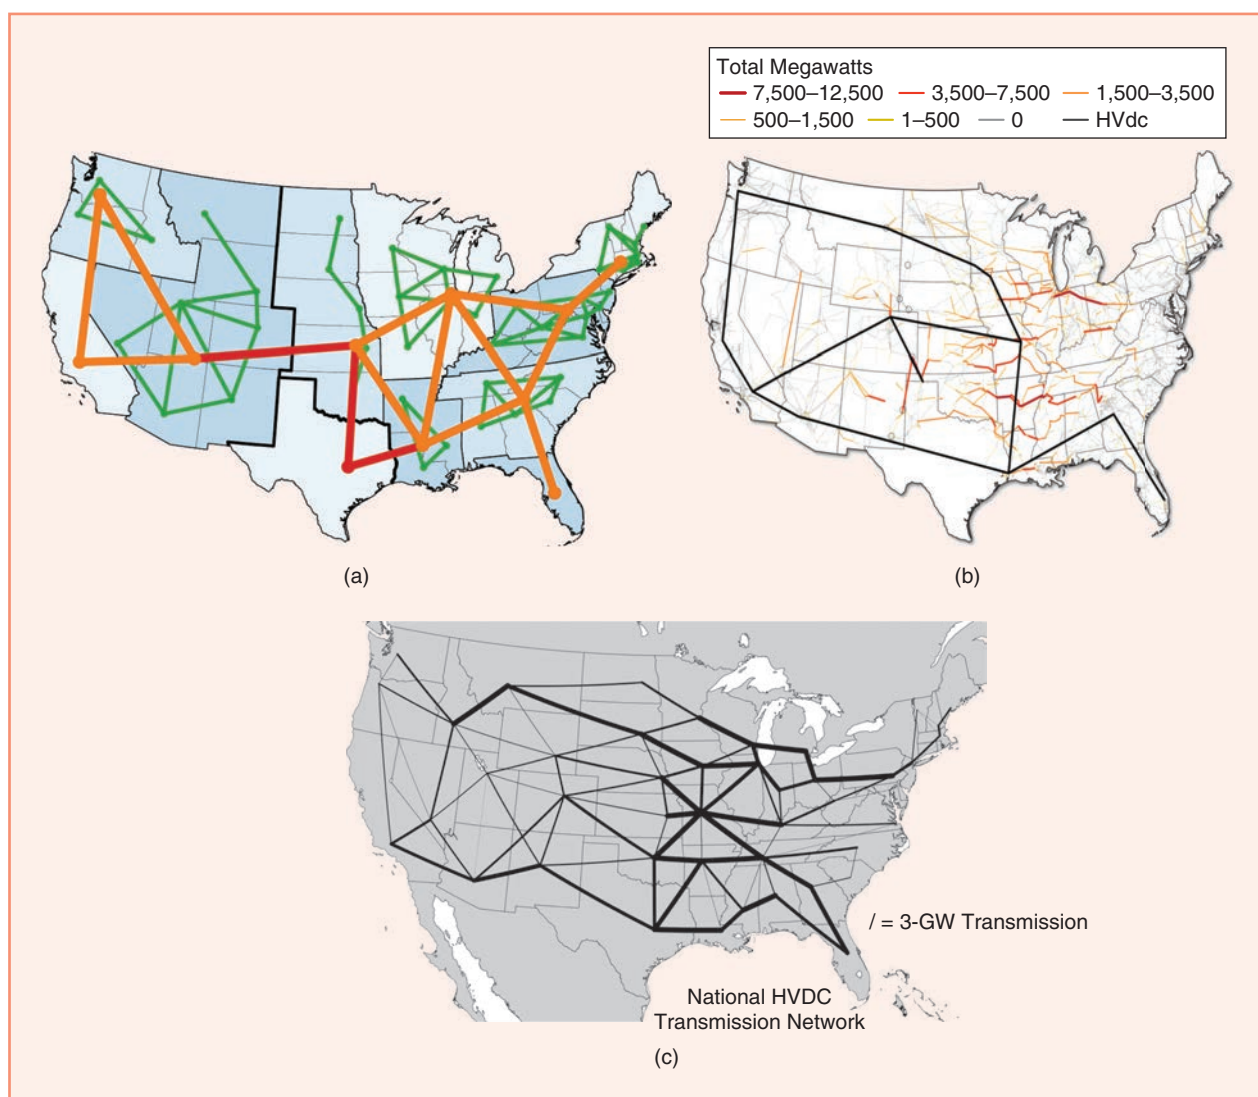 Total Megawatts
7,500–12,500 3,500–7,500 1,500–3,500
500–1,500 1–500 0 HVdc
(a)
(b)
/ = 3-GW Transmission
National HVDC
Transmission Network
(c)